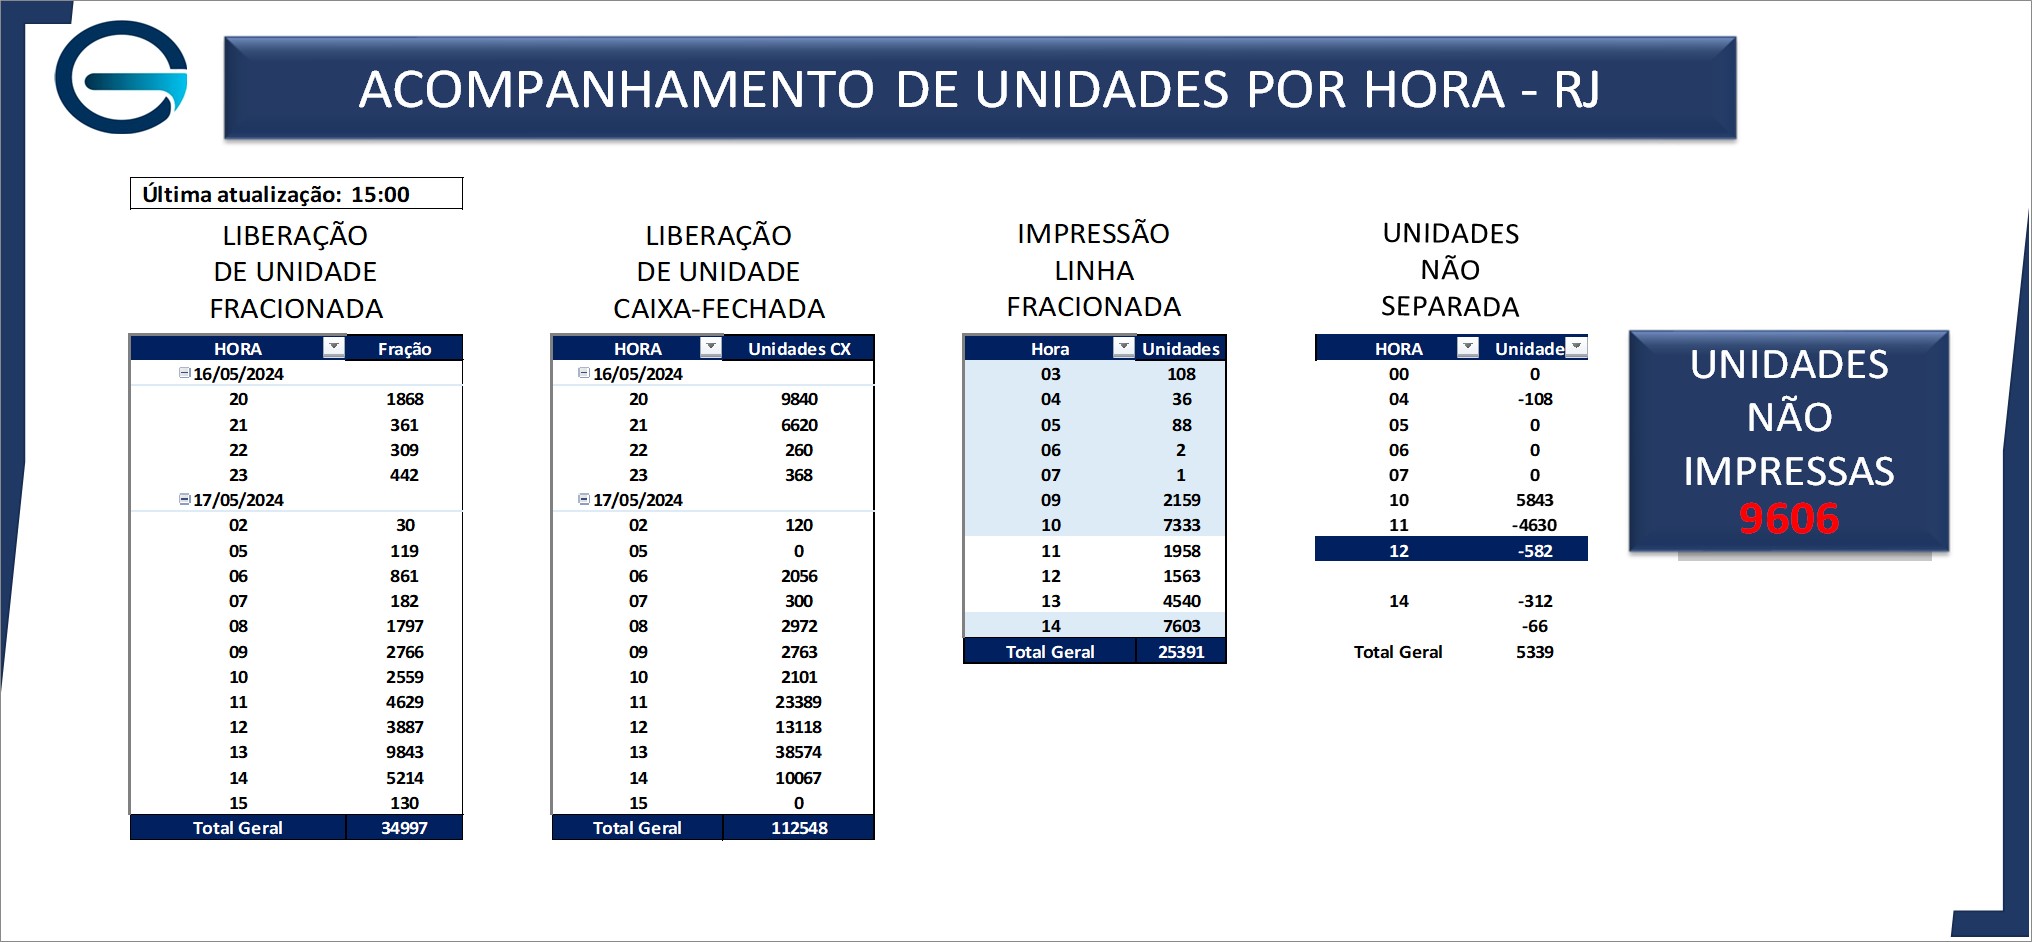 ACOMPANHAMENTO DE UNIDADES POR HORA - RJ
Última atualização: 15:00
LIBERAÇÃO
DE UNIDADE
FRACIONADA
HORA Fração
16/05/2024
20 1868
21 361
22 309
23 442
17/05/2024
02 30
05 119
06 861
07 182
08 1797
09 2766
10 2559
11 4629
12 3887
13 9843
14 5214
15 130
Total Geral 34997
LIBERAÇÃO
DE UNIDADE
CAIXA-FECHADA
HORA Unidades CX
16/05/2024
20 9840
21 6620
22 260
23 368
17/05/2024
02 120
05 0
06 2056
07 300
08 2972
09 2763
10 2101
11 23389
12 13118
13 38574
14 10067
15 0
Total Geral 112548
IMPRESSÃO
LINHA
FRACIONADA
Hora Unidades
03 108
04 36
05 88
06 2
07 1
09 2159
10 7333
11 1958
12 1563
13 4540
14 7603
Total Geral 25391
UNIDADES
NÃO
SEPARADA
HORA Unidade
00 0
04 -108
05 0
06 0
07 0
10 5843
11 -4630
12 -582
14 -312
-66
Total Geral 5339
UNIDADES
NÃO
IMPRESSAS
9606